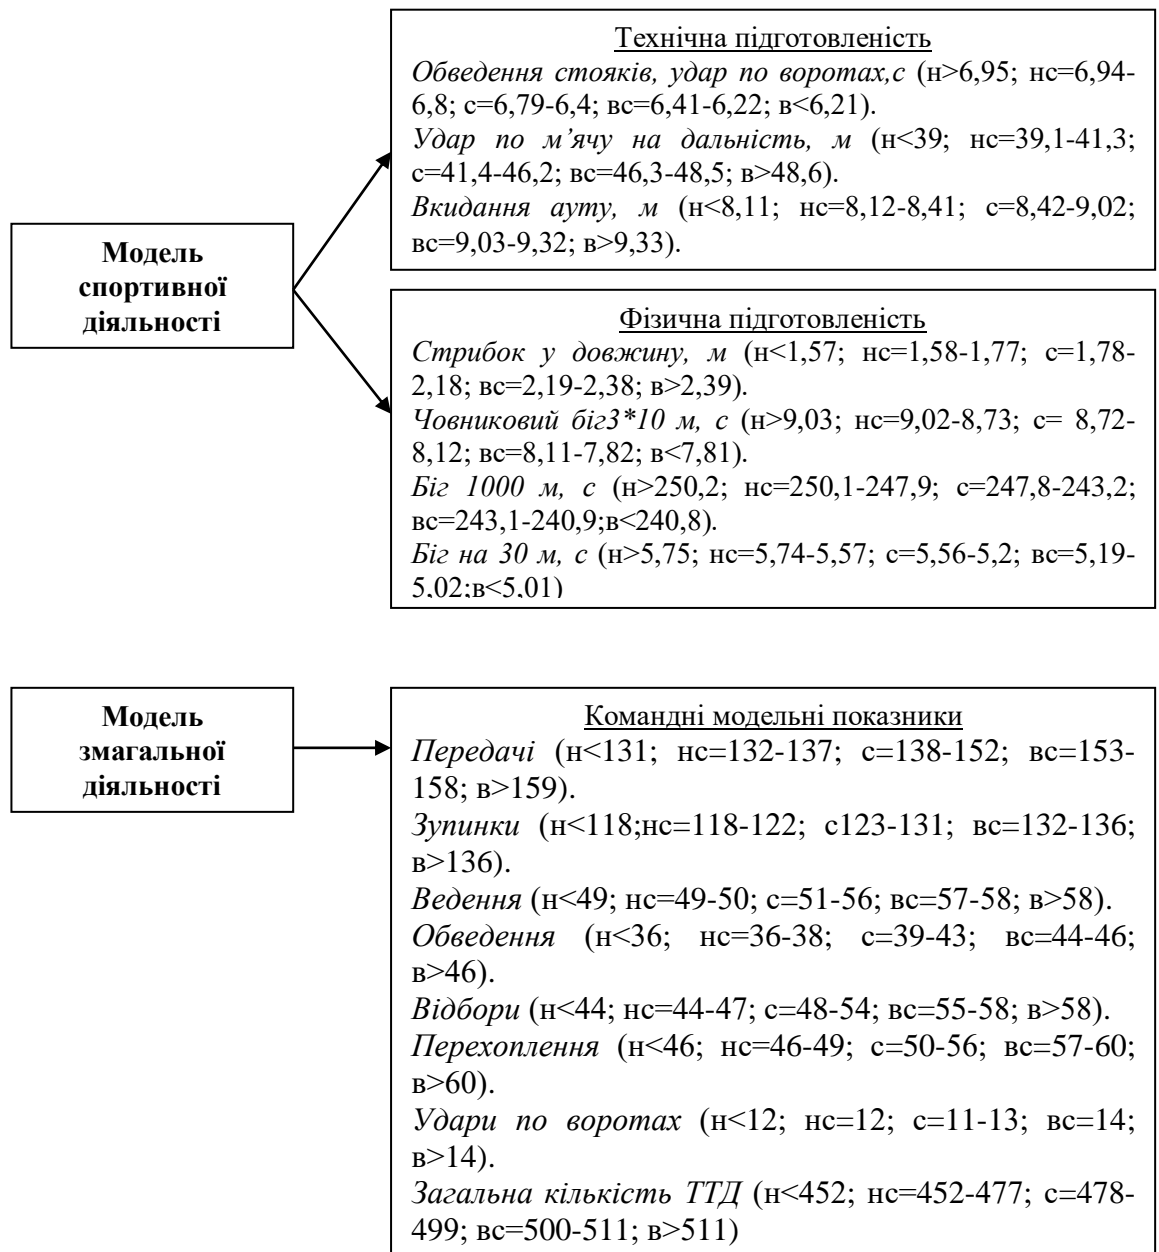 Технічна підготовленість
Обведення стояків, удар по воротах,с (н>6,95; нс=6,94-
6,8; с=6,79-6,4; вс=6,41-6,22; в<6,21).
Удар по м’ячу на дальність, м (н<39; нс=39,1-41,3;
с=41,4-46,2; вс=46,3-48,5; в>48,6).
Вкидання ауту, м (н<8,11; нс=8,12-8,41; с=8,42-9,02;
вс=9,03-9,32; в>9,33).
Модель
спортивної
діяльності
Фізична підготовленість
Стрибок у довжину, м (н<1,57; нс=1,58-1,77; с=1,78-
2,18; вс=2,19-2,38; в>2,39).
Човниковий біг3*10 м, с (н>9,03; нс=9,02-8,73; с= 8,72-
8,12; вс=8,11-7,82; в<7,81).
Біг 1000 м, с (н>250,2; нс=250,1-247,9; с=247,8-243,2;
вс=243,1-240,9;в<240,8).
Біг на 30 м, с (н>5,75; нс=5,74-5,57; с=5,56-5,2; вс=5,19-
5,02;в<5,01)
Модель
змагальної
діяльності
Командні модельні показники
Передачі (н<131; нс=132-137; с=138-152; вс=153-
158; в>159).
Зупинки (н<118;нс=118-122; с123-131; вс=132-136;
в>136).
Ведення (н<49; нс=49-50; с=51-56; вс=57-58; в>58).
Обведення (н<36; нс=36-38; с=39-43; вс=44-46;
в>46).
Відбори (н<44; нс=44-47; с=48-54; вс=55-58; в>58).
Перехоплення (н<46; нс=46-49; с=50-56; вс=57-60;
в>60).
Удари по воротах (н<12; нс=12; с=11-13; вс=14;
в>14).
Загальна кількість ТТД (н<452; нс=452-477; с=478-
499; вс=500-511; в>511)